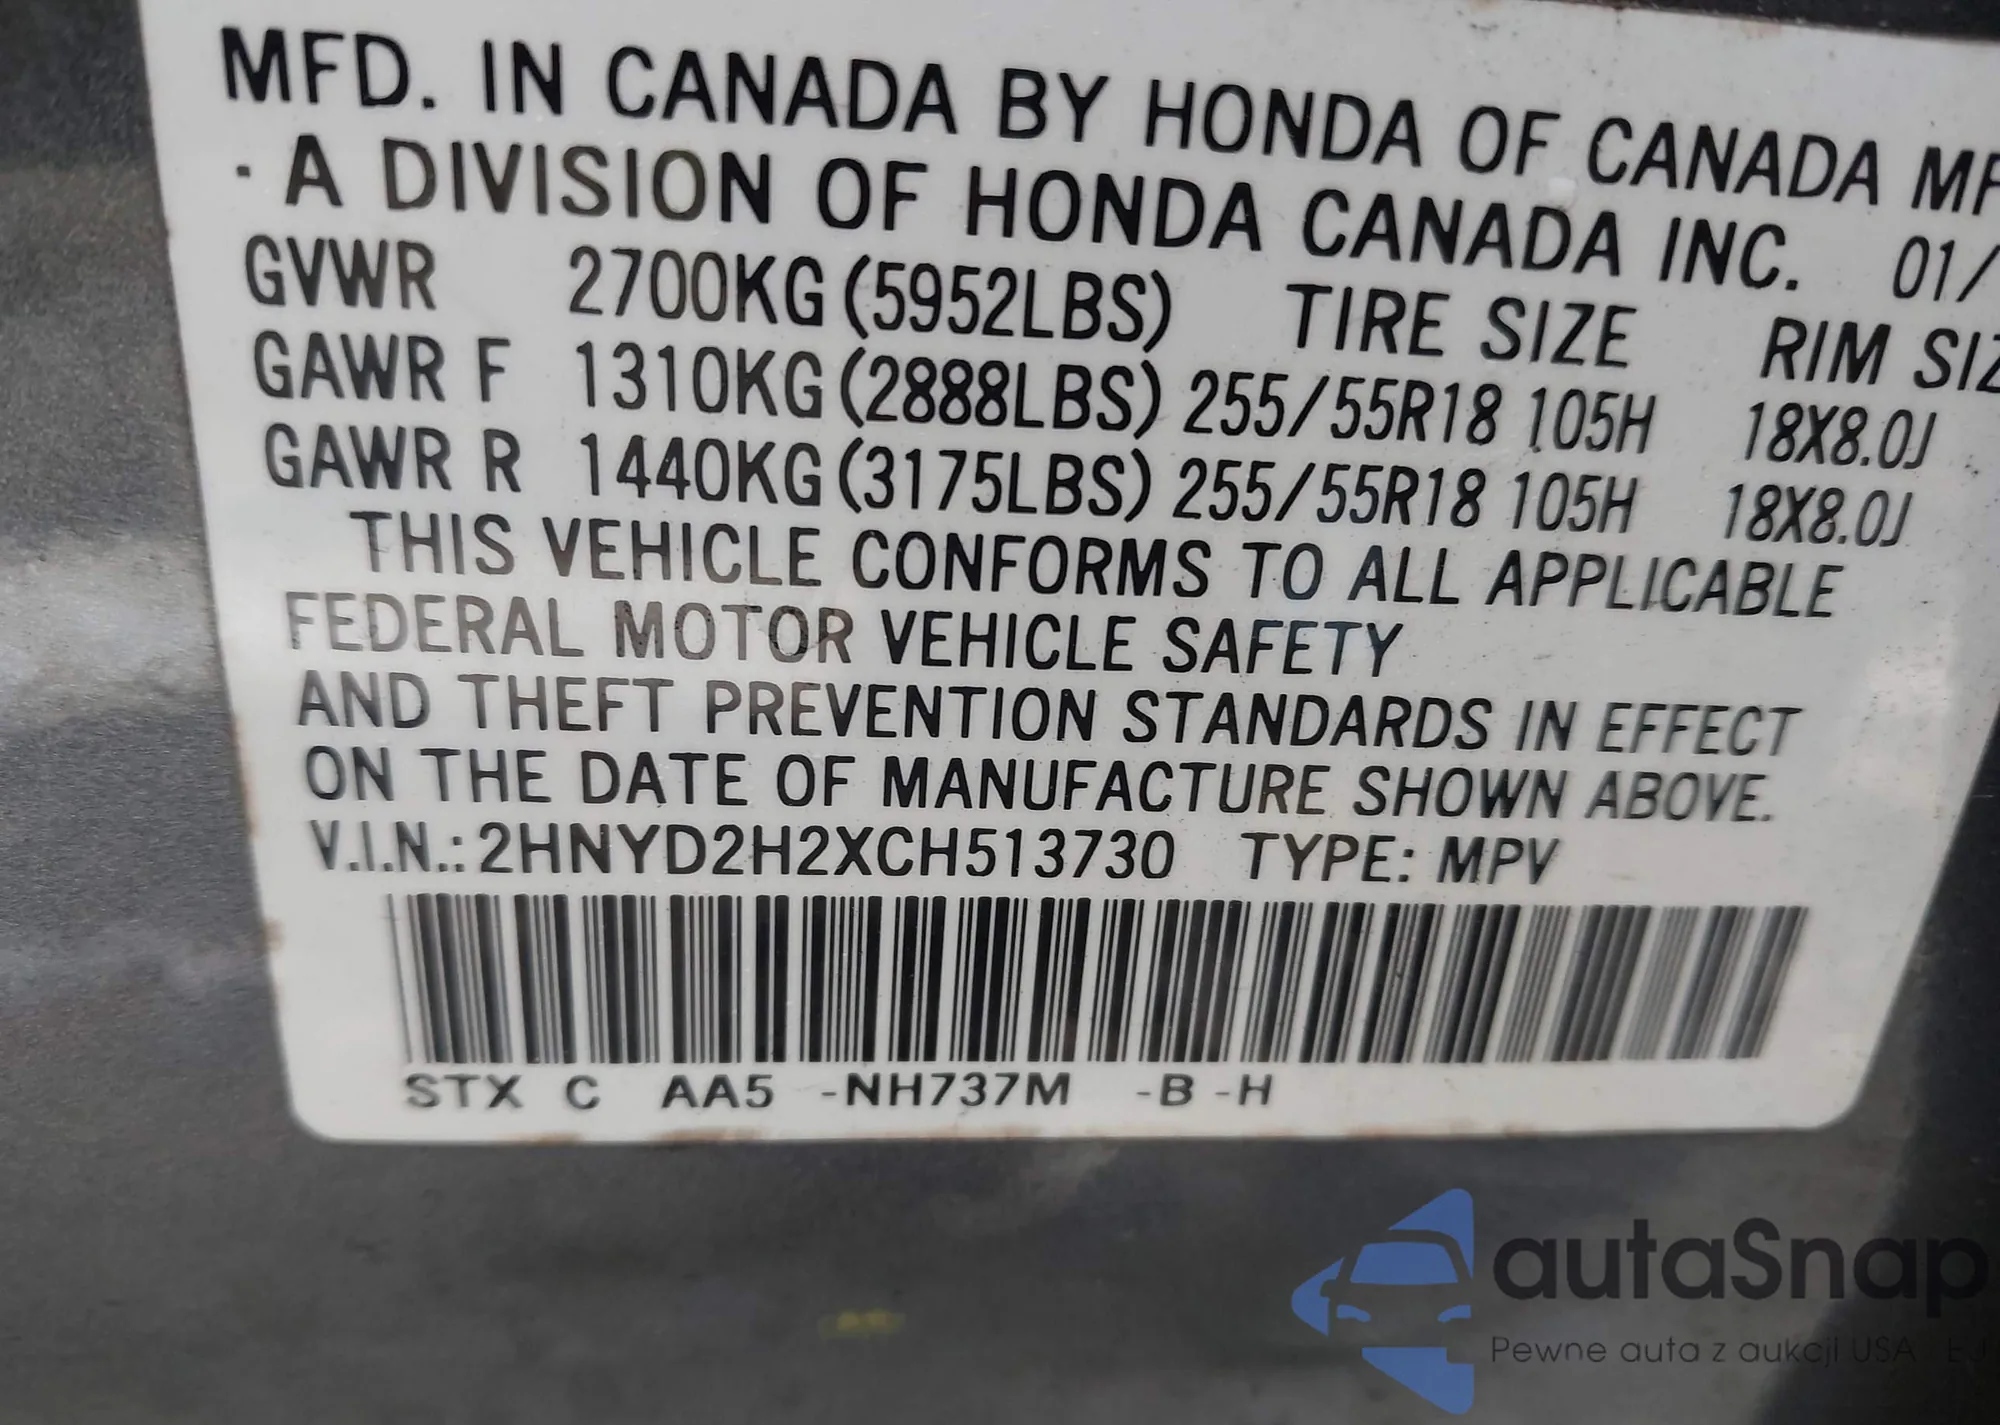 MFD. IN CANADA BY HONDA OF CANADA MF
· A DIVISION OF HONDA CANADA INC. 01/
GVWR 2700KG (5952LBS) TIRE SIZE RIM SIZ
GAWR F 1310KG (2888LBS) 255/55R18 105H 18X8.0J
GAWR R 1440KG (3175LBS) 255/55R18 105H 18X8.0J
THIS VEHICLE CONFORMS TO ALL APPLICABLE
FEDERAL MOTOR VEHICLE SAFETY
AND THEFT PREVENTION STANDARDS IN EFFECT
ON THE DATE OF MANUFACTURE SHOWN ABOVE.
V.I.N.: 2HNYD2H2XCH513730 TYPE: MPV
STX C AA5 -NH737M -B -H
autaSnap
Pewne auta z aukcji USA